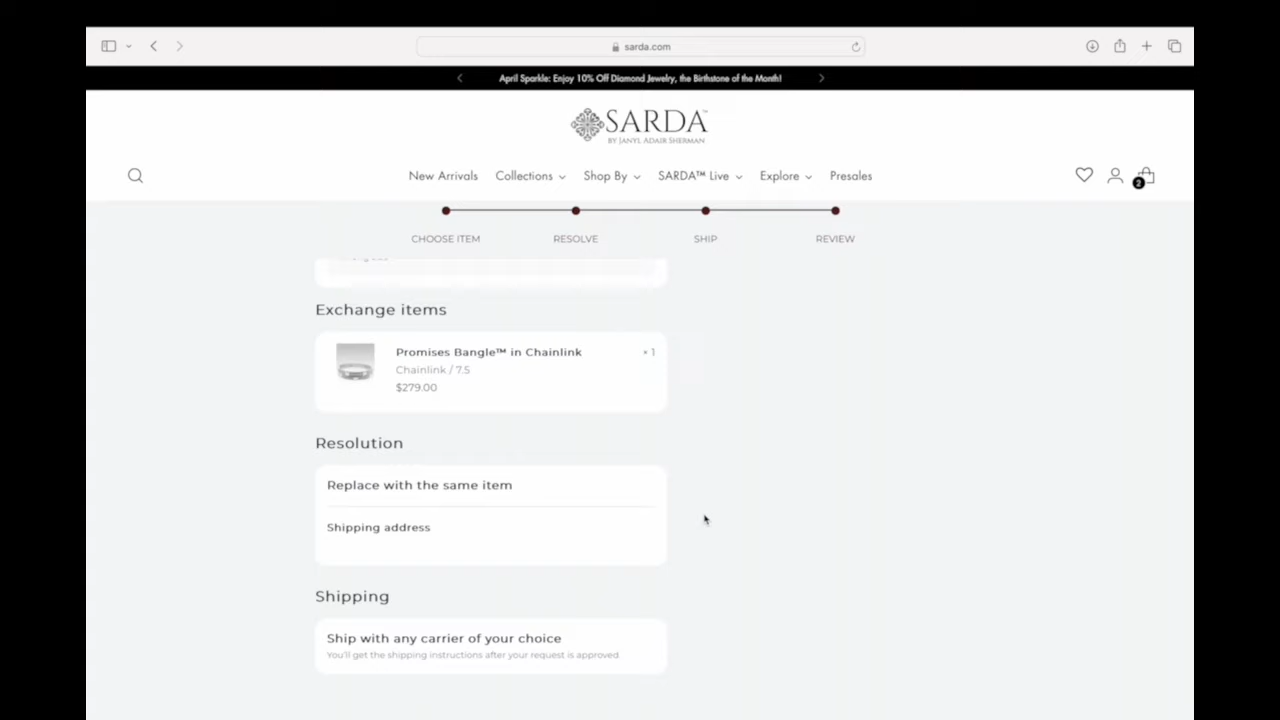 sarda.com
April Sparkle: Enjoy 10% Off Diamond Jewelry, the Birthstone of the Month!
SARDA™
BY JANYL ADAIR SHERMAN
New Arrivals Collections Shop By SARDA™ Live Explore Presales
2
CHOOSE ITEM RESOLVE SHIP REVIEW
Exchange items
Promises Bangle™ in Chainlink × 1
Chainlink / 7.5
$279.00
Resolution
Replace with the same item
Shipping address
Shipping
Ship with any carrier of your choice
You'll get the shipping instructions after your request is approved